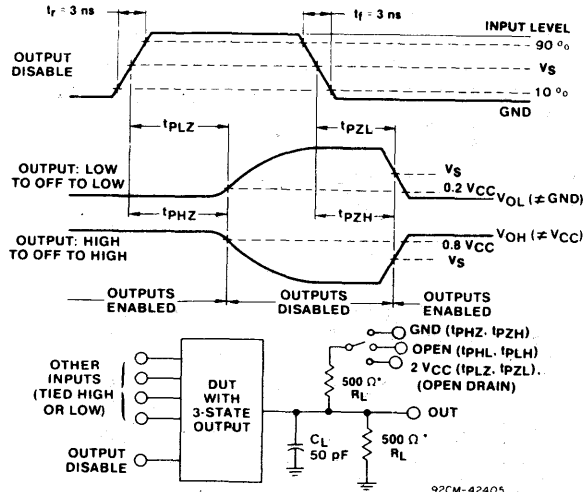 tr = 3 ns
tf = 3 ns
INPUT LEVEL
90 %
VS
10 %
GND
OUTPUT
DISABLE
tPLZ
tPZL
VS
0.2 VCC
VOL (≠ GND)
OUTPUT: LOW
TO OFF TO LOW
tPHZ
tPZH
VOH (≠ VCC)
0.8 VCC
VS
OUTPUT: HIGH
TO OFF TO HIGH
OUTPUTS
ENABLED
OUTPUTS
DISABLED
OUTPUTS
ENABLED
GND (tPHZ, tPZH)
OPEN (tPHL, tPLH)
2 VCC (tPLZ, tPZL),
(OPEN DRAIN)
OTHER
INPUTS
(TIED HIGH
OR LOW)
DUT
WITH
3-STATE
OUTPUT
500 Ω*
RL
OUT
CL
50 pF
500 Ω*
RL
OUTPUT
DISABLE
92CM-42405